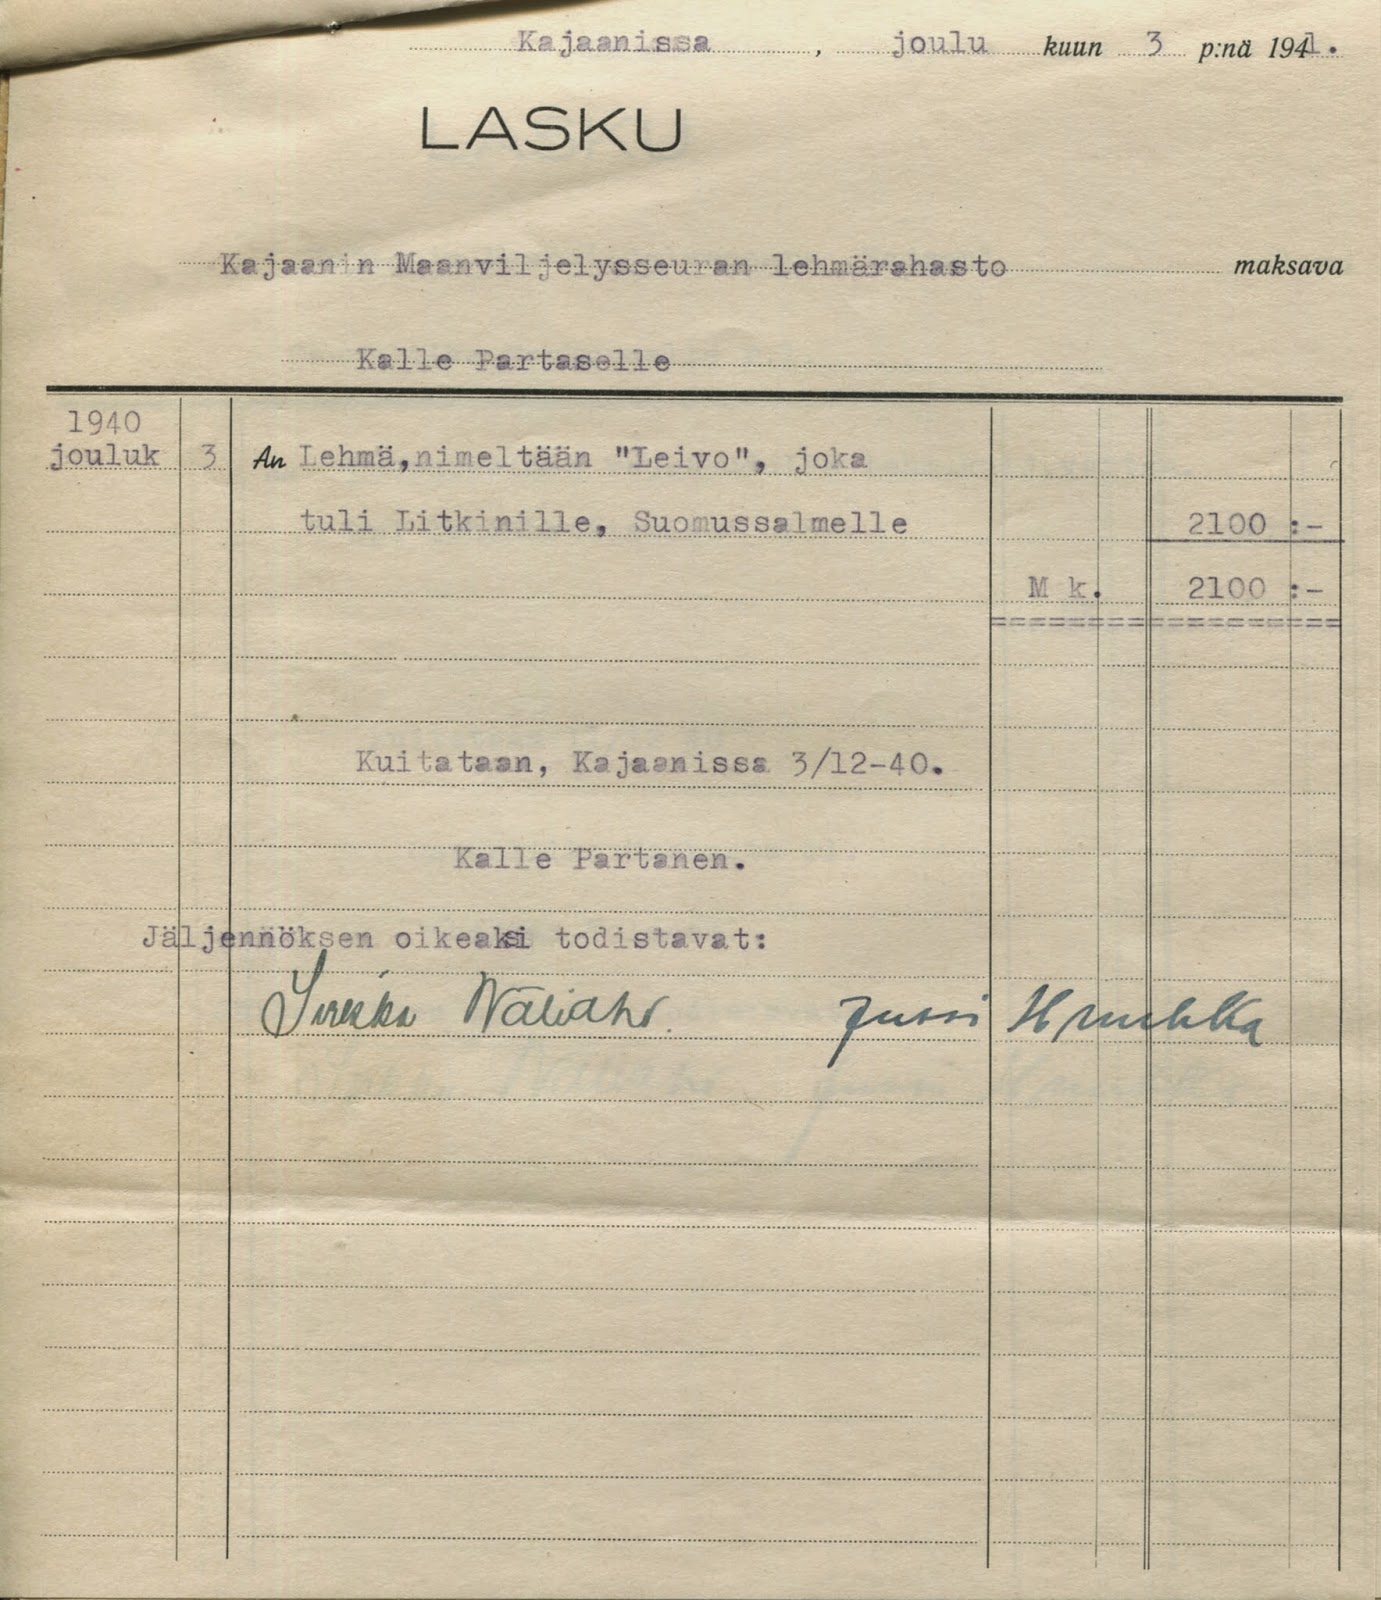 Kajaanissa, joulu kuun 3 p:nä 1941.
LASKU
Kajaanin Maanviljelysseuran lehmärahasto maksava
Kalle Partaselle
1940
jouluk 3 An Lehmä,nimeltään "Leivo", joka
tuli Litkinille, Suomussalmelle 2100 :-
M k. 2100 :-
Kuitataan, Kajaanissa 3/12-40.
Kalle Partanen.
Jäljennöksen oikeaksi todistavat:
Jussi